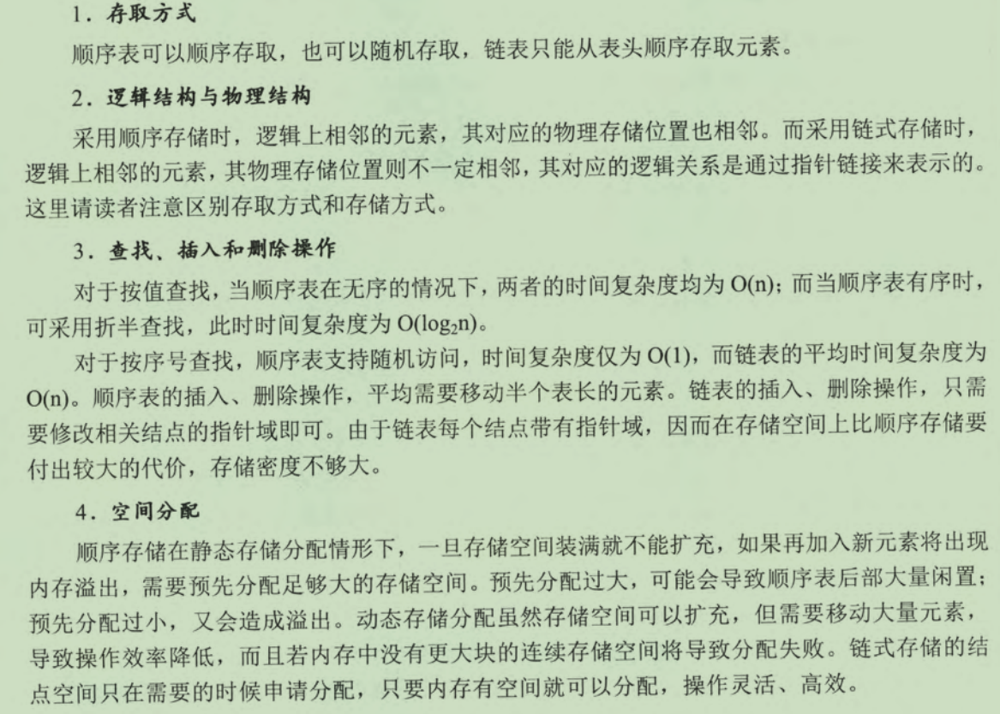 1．存取方式
顺序表可以顺序存取，也可以随机存取，链表只能从表头顺序存取元素。
2．逻辑结构与物理结构
采用顺序存储时，逻辑上相邻的元素，其对应的物理存储位置也相邻。而采用链式存储时，
逻辑上相邻的元素，其物理存储位置则不一定相邻，其对应的逻辑关系是通过指针链接来表示的。
这里请读者注意区别存取方式和存储方式。
3．查找、插入和删除操作
对于按值查找，当顺序表在无序的情况下，两者的时间复杂度均为 O(n)；而当顺序表有序时，
可采用折半查找，此时时间复杂度为 O(log₂n)。
对于按序号查找，顺序表支持随机访问，时间复杂度仅为 O(1)，而链表的平均时间复杂度为
O(n)。顺序表的插入、删除操作，平均需要移动半个表长的元素。链表的插入、删除操作，只需
要修改相关结点的指针域即可。由于链表每个结点带有指针域，因而在存储空间上比顺序存储要
付出较大的代价，存储密度不够大。
4．空间分配
顺序存储在静态存储分配情形下，一旦存储空间装满就不能扩充，如果再加入新元素将出现
内存溢出，需要预先分配足够大的存储空间。预先分配过大，可能会导致顺序表后部大量闲置；
预先分配过小，又会造成溢出。动态存储分配虽然存储空间可以扩充，但需要移动大量元素，
导致操作效率降低，而且若内存中没有更大块的连续存储空间将导致分配失败。链式存储的结
点空间只在需要的时候申请分配，只要内存有空间就可以分配，操作灵活、高效。